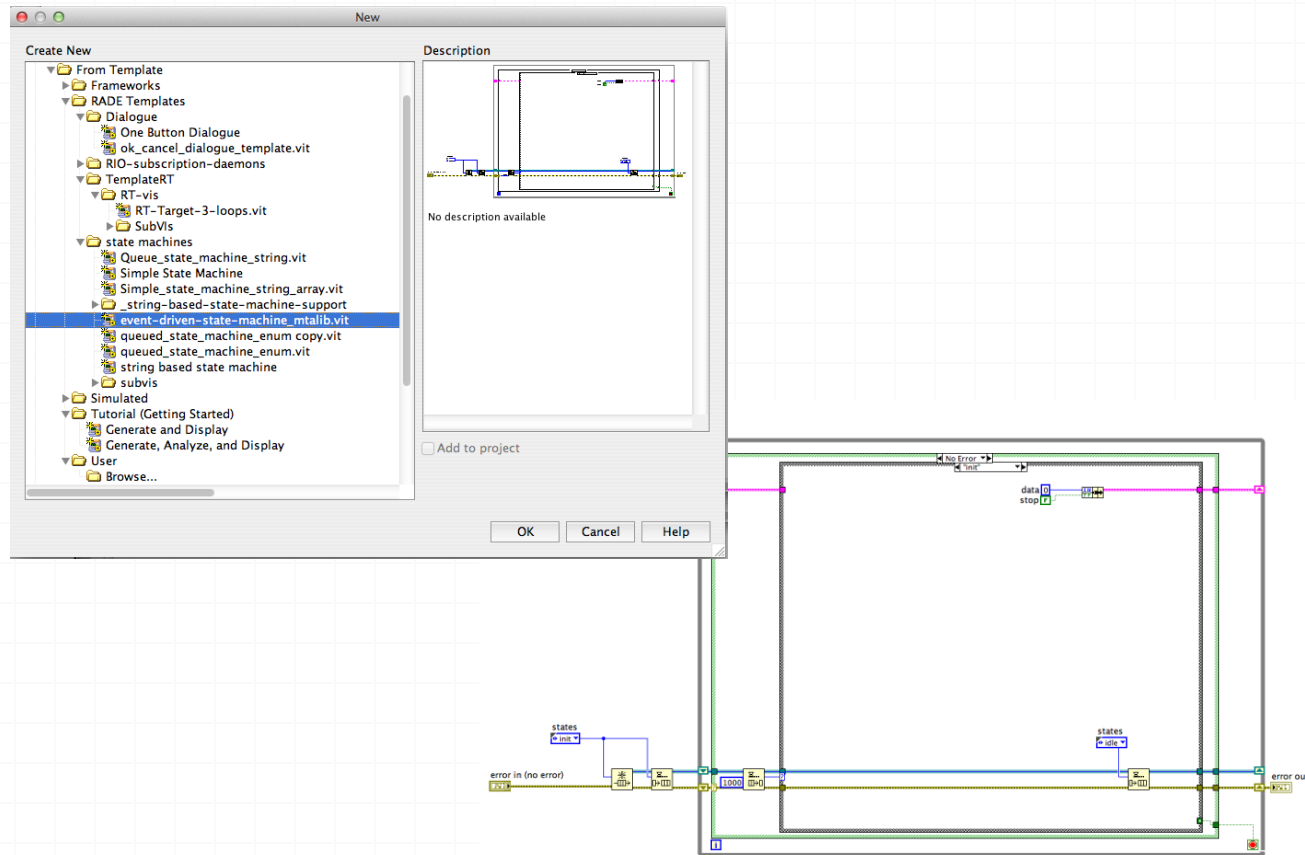 New
Create New
Description
From Template
Frameworks
RADE Templates
Dialogue
One Button Dialogue
ok_cancel_dialogue_template.vit
RIO-subscription-daemons
TemplateRT
RT-vis
RT-Target-3-loops.vit
SubVIs
state machines
Queue_state_machine_string.vit
Simple State Machine
Simple_state_machine_string_array.vit
_string-based-state-machine-support
event-driven-state-machine_mtalib.vit
queued_state_machine_enum copy.vit
queued_state_machine_enum.vit
string based state machine
subvis
Simulated
Tutorial (Getting Started)
Generate and Display
Generate, Analyze, and Display
User
Browse...
No description available
Add to project
OK
Cancel
Help
No Error
"init"
data 0
stop F
states
init
states
idle
error in (no error)
1000
error ou
i